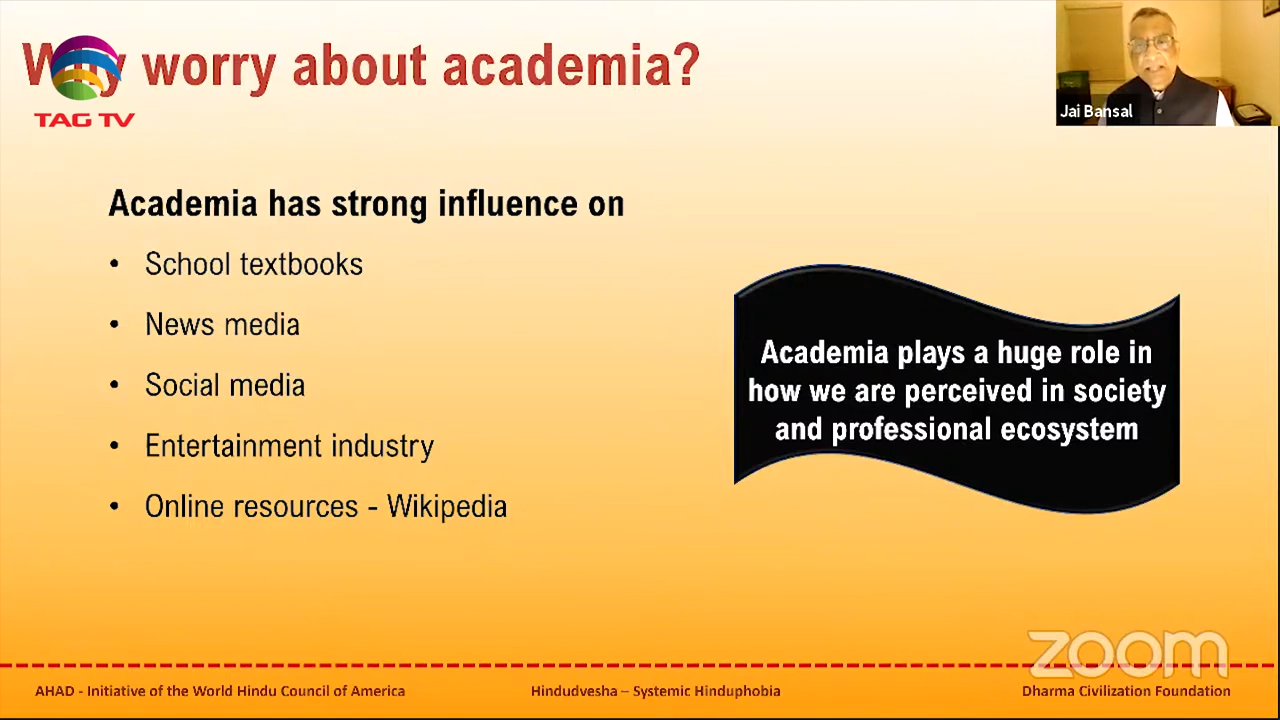 Why worry about academia?
TAG TV
Jai Bansal
Academia has strong influence on
• School textbooks
• News media
• Social media
• Entertainment industry
• Online resources - Wikipedia
Academia plays a huge role in
how we are perceived in society
and professional ecosystem
zoom
AHAD - Initiative of the World Hindu Council of America
Hindudvesha – Systemic Hinduphobia
Dharma Civilization Foundation